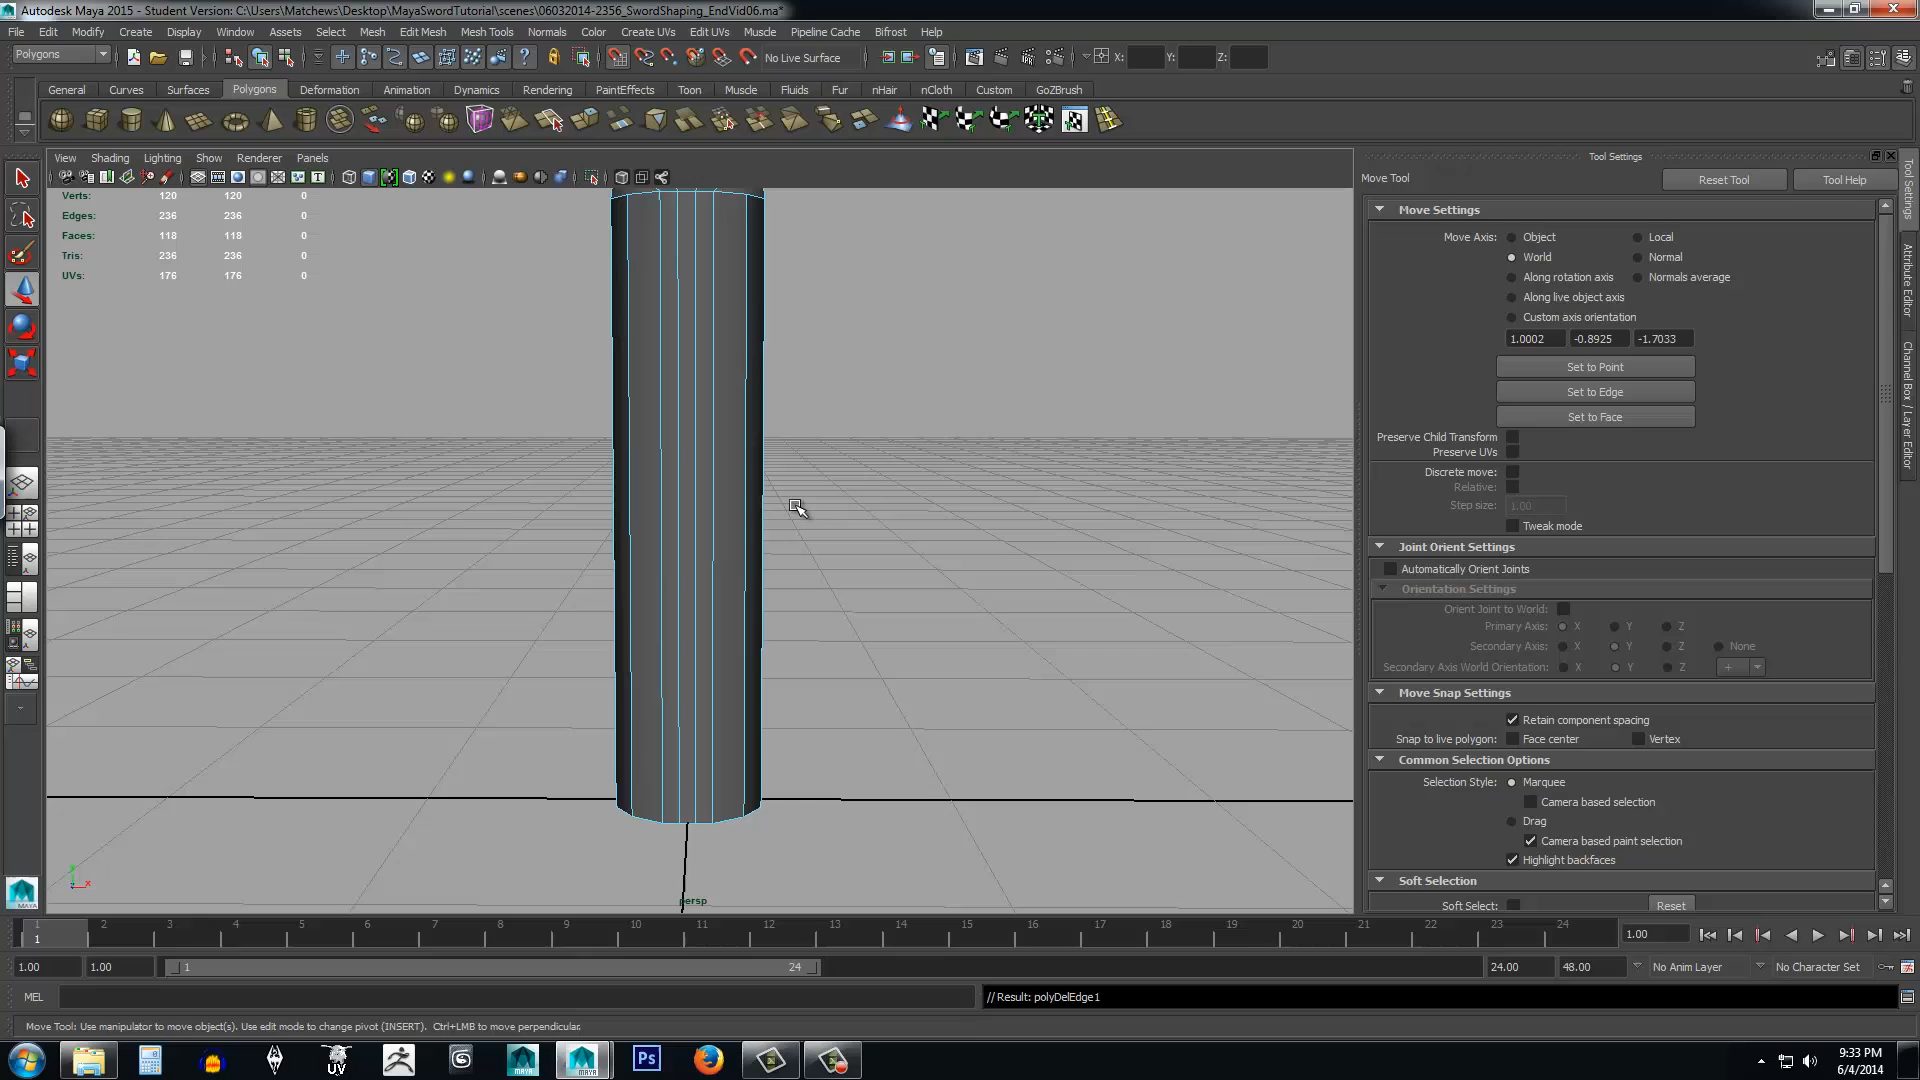 Autodesk Maya 2015 - Student Version: C:\Users\Matchews\Desktop\MayaSwordTutorial\scenes\06032014-2356_SwordShaping_EndVid06.ma*
File Edit Modify Create Display Window Assets Select Mesh Edit Mesh Mesh Tools Normals Color Create UVs Edit UVs Muscle Pipeline Cache Bifrost Help
Polygons No Live Surface X: Y: Z:
General Curves Surfaces Polygons Deformation Animation Dynamics Rendering PaintEffects Toon Muscle Fluids Fur nHair nCloth Custom GoZBrush
View Shading Lighting Show Renderer Panels
Verts: 120 120 0
Edges: 236 236 0
Faces: 118 118 0
Tris: 236 236 0
UVs: 176 176 0
persp
Tool Settings
Move Tool Reset Tool Tool Help
Move Settings
Move Axis: Object Local
World Normal
Along rotation axis Normals average
Along live object axis
Custom axis orientation
1.0002 -0.8925 -1.7033
Set to Point
Set to Edge
Set to Face
Preserve Child Transform
Preserve UVs
Discrete move:
Relative:
Step size: 1.00
Tweak mode
Joint Orient Settings
Automatically Orient Joints
Orientation Settings
Orient Joint to World:
Primary Axis: X Y Z
Secondary Axis: X Y Z None
Secondary Axis World Orientation: X Y Z +
Move Snap Settings
Retain component spacing
Snap to live polygon: Face center Vertex
Common Selection Options
Selection Style: Marquee
Camera based selection
Drag
Camera based paint selection
Highlight backfaces
Soft Selection
Soft Select: Reset
Tool Settings
Attribute Editor
Channel Box / Layer Editor
1 2 3 4 5 6 7 8 9 10 11 12 13 14 15 16 17 18 19 20 21 22 23 24
1 1.00
1.00 1.00 1 24 24.00 48.00 No Anim Layer No Character Set
MEL // Result: polyDelEdge1
Move Tool: Use manipulator to move object(s). Use edit mode to change pivot (INSERT). Ctrl+LMB to move perpendicular.
UV MAYA MAYA Ps
9:33 PM
6/4/2014